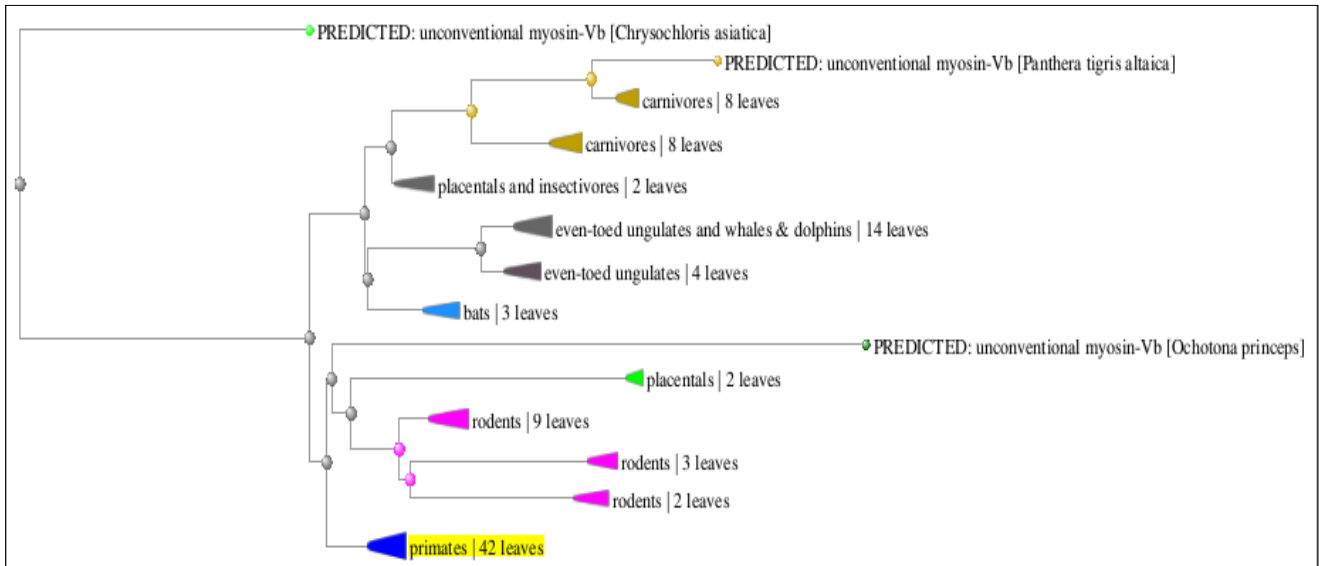 PREDICTED: unconventional myosin-Vb [Chrysochloris asiatica]
PREDICTED: unconventional myosin-Vb [Panthera tigris altaica]
carnivores | 8 leaves
carnivores | 8 leaves
placentals and insectivores | 2 leaves
even-toed ungulates and whales & dolphins | 14 leaves
even-toed ungulates | 4 leaves
bats | 3 leaves
PREDICTED: unconventional myosin-Vb [Ochotona princeps]
placentals | 2 leaves
rodents | 9 leaves
rodents | 3 leaves
rodents | 2 leaves
primates | 42 leaves